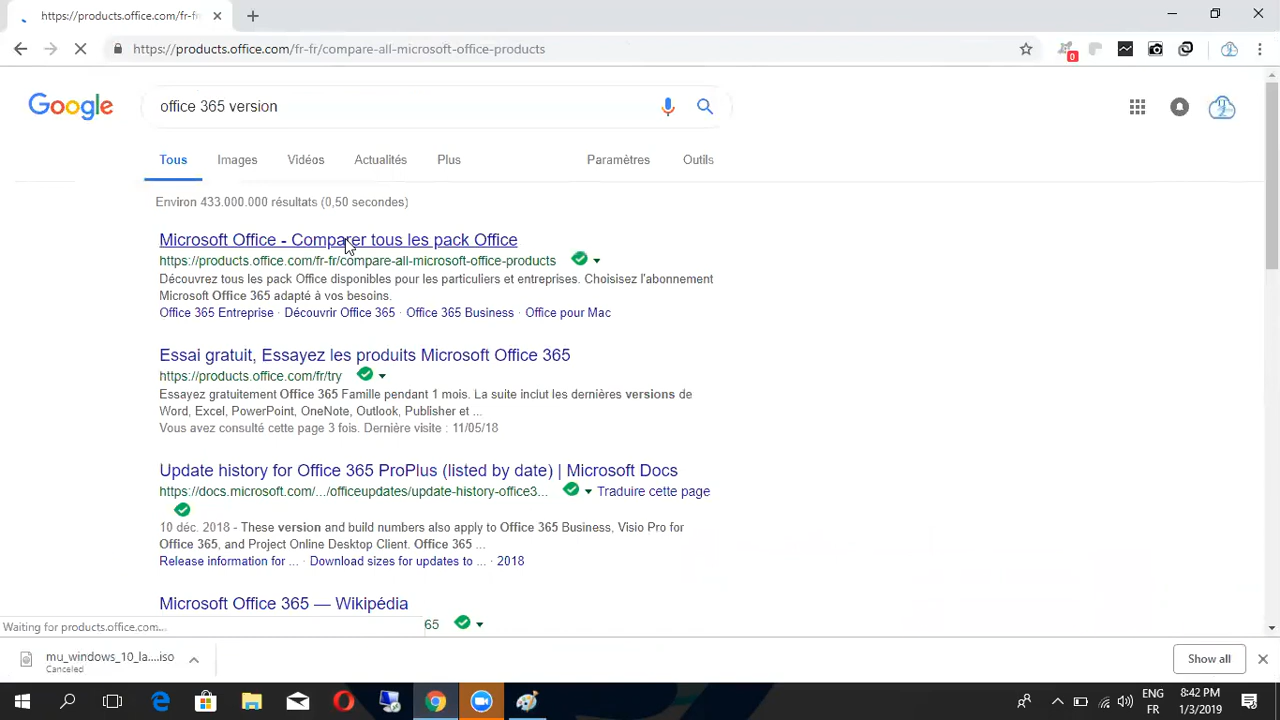 https://products.office.com/fr-fr
https://products.office.com/fr-fr/compare-all-microsoft-office-products
0
Google
office 365 version
Tous
Images
Vidéos
Actualités
Plus
Paramètres
Outils
Environ 433.000.000 résultats (0,50 secondes)
Microsoft Office - Comparer tous les pack Office
https://products.office.com/fr-fr/compare-all-microsoft-office-products
Découvrez tous les pack Office disponibles pour les particuliers et entreprises. Choisisez l'abonnement
Microsoft Office 365 adapté à vos besoins.
Office 365 Entreprise · Découvrir Office 365 · Office 365 Business · Office pour Mac
Essai gratuit, Essayez les produits Microsoft Office 365
https://products.office.com/fr/try
Essayez gratuitement Office 365 Famille pendant 1 mois. La suite inclut les dernières versions de
Word, Excel, PowerPoint, OneNote, Outlook, Publisher et ...
Vous avez consulté cette page 3 fois. Dernière visite : 11/05/18
Update history for Office 365 ProPlus (listed by date) | Microsoft Docs
https://docs.microsoft.com/.../officeupdates/update-history-office3...
Traduire cette page
10 déc. 2018 - These version and build numbers also apply to Office 365 Business, Visio Pro for
Office 365, and Project Online Desktop Client. Office 365 ...
Release information for ... · Download sizes for updates to ... · 2018
Microsoft Office 365 — Wikipédia
65
Waiting for products.office.com...
mu_windows_10_la....iso
Canceled
Show all
ENG
FR
8:42 PM
1/3/2019